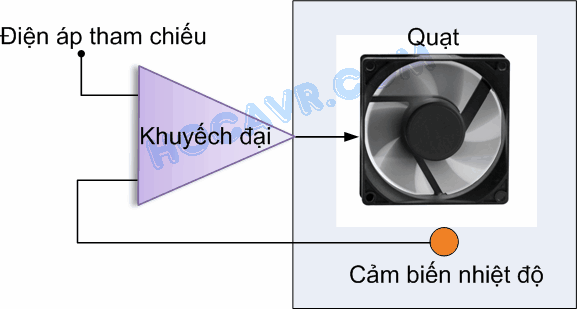 Điện áp tham chiếu
Quạt
Khuyếch đại
HOCAVR.COM
Cảm biến nhiệt độ